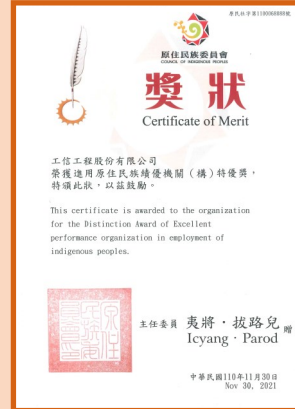 原住民族委員會
COUNCIL OF INDIGENOUS PEOPLES
獎狀
Certificate of Merit
工信工程股份有限公司
榮獲進用原住民族績優機關（構）特優獎，
特頒此狀，以茲鼓勵。
This certificate is awarded to the organization
for the Distinction Award of Excellent
performance organization in employment of
indigenous peoples.
主任委員 夷將・拔路兒 贈
Icyang・Parod
中華民國110年11月30日
Nov 30, 2021